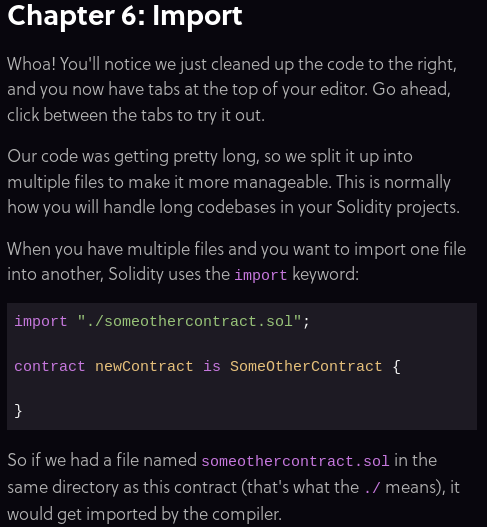 Chapter 6: Import
Whoa! You'll notice we just cleaned up the code to the right,
and you now have tabs at the top of your editor. Go ahead,
click between the tabs to try it out.
Our code was getting pretty long, so we split it up into
multiple files to make it more manageable. This is normally
how you will handle long codebases in your Solidity projects.
When you have multiple files and you want to import one file
into another, Solidity uses the import keyword:
import "./someothercontract.sol";
contract newContract is SomeOtherContract {
}
So if we had a file named someothercontract.sol in the
same directory as this contract (that's what the ./ means), it
would get imported by the compiler.